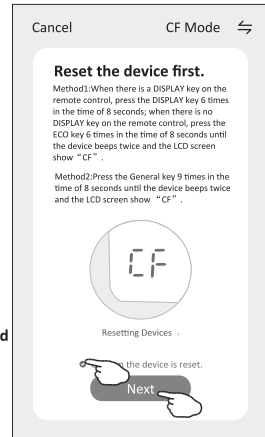 Cancel CF Mode
Reset the device first.
Method1:When there is a DISPLAY key on the
remote control, press the DISPLAY key 6 times
in the time of 8 seconds; when there is no
DISPLAY key on the remote control, press the
ECO key 6 times in the time of 8 seconds until
the device beeps twice and the LCD screen
show “CF” .
Method2:Press the General key 9 times in the
time of 8 seconds until the device beeps twice
and the LCD screen show “CF” .
CF
Resetting Devices ›
d
the device is reset.
Next